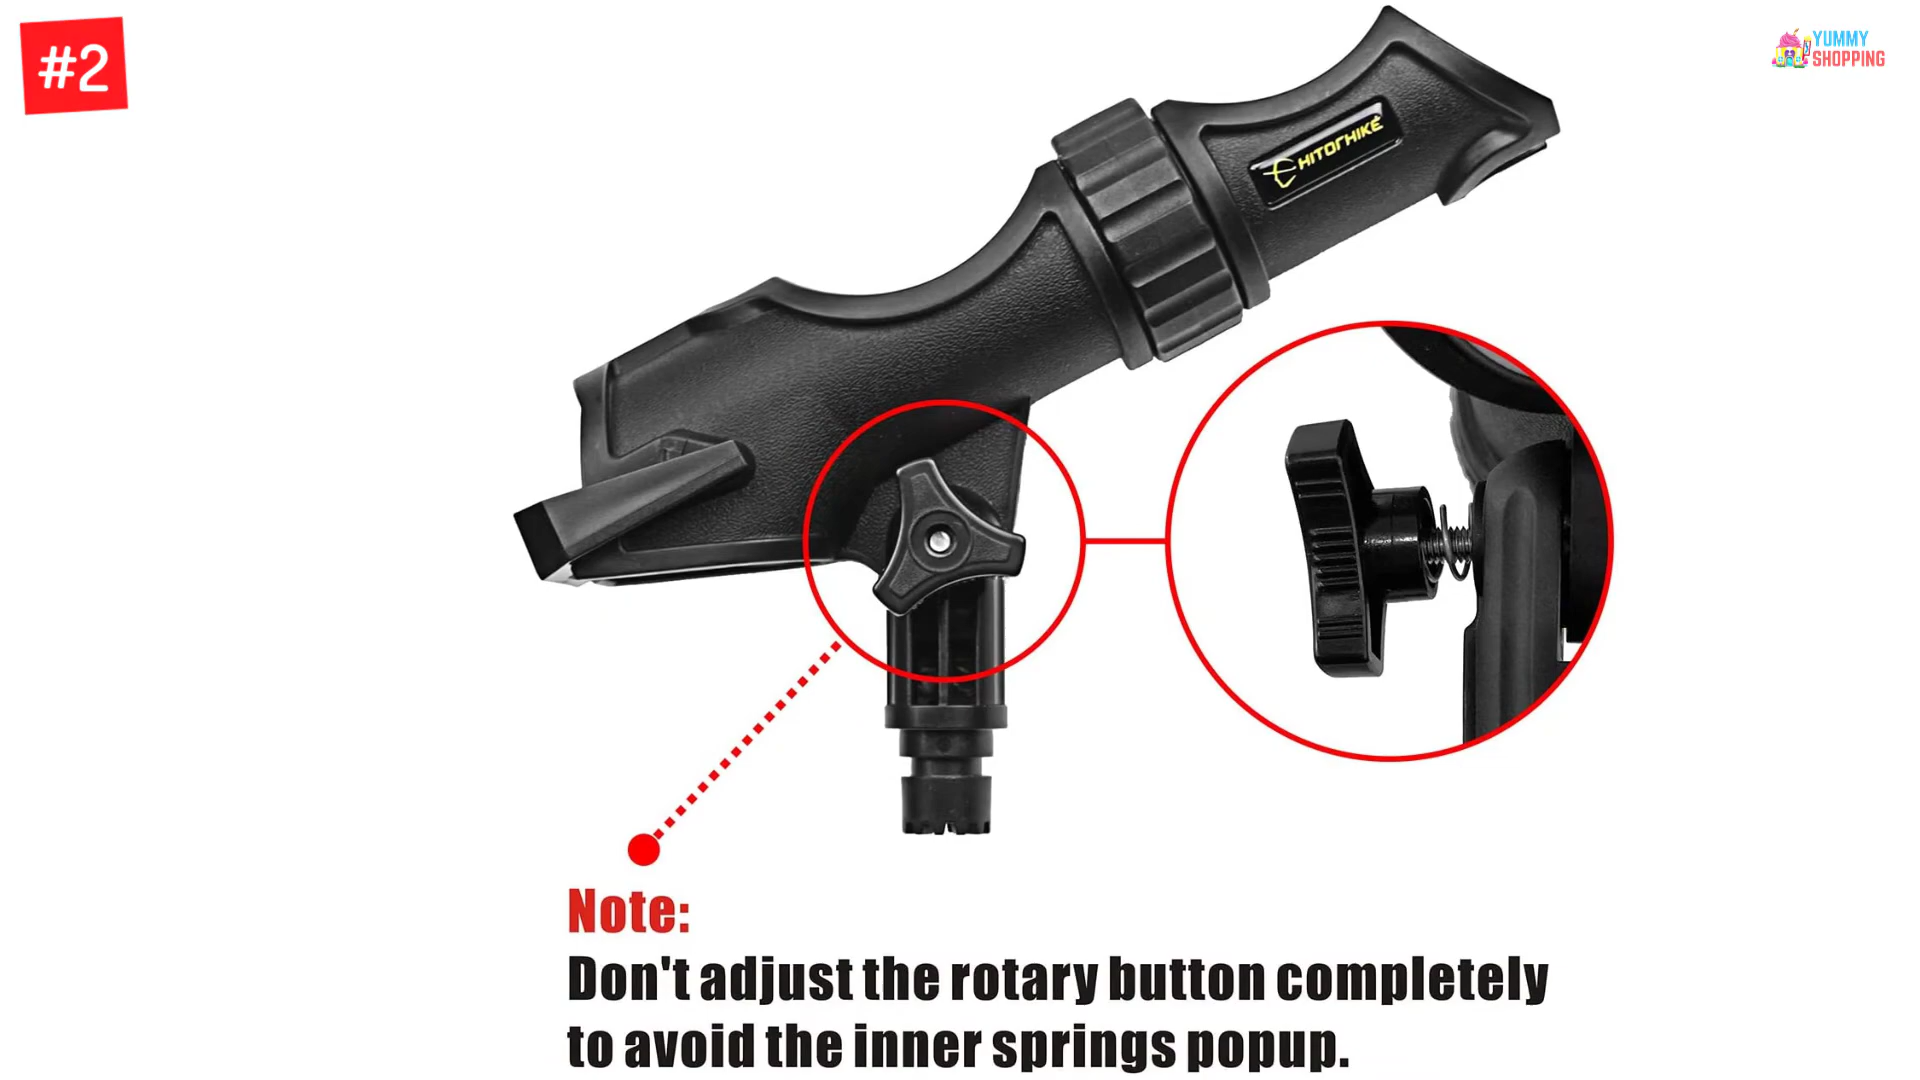 #2
YUMMY
SHOPPING
HITORHIKE
Note:
Don't adjust the rotary button completely
to avoid the inner springs popup.